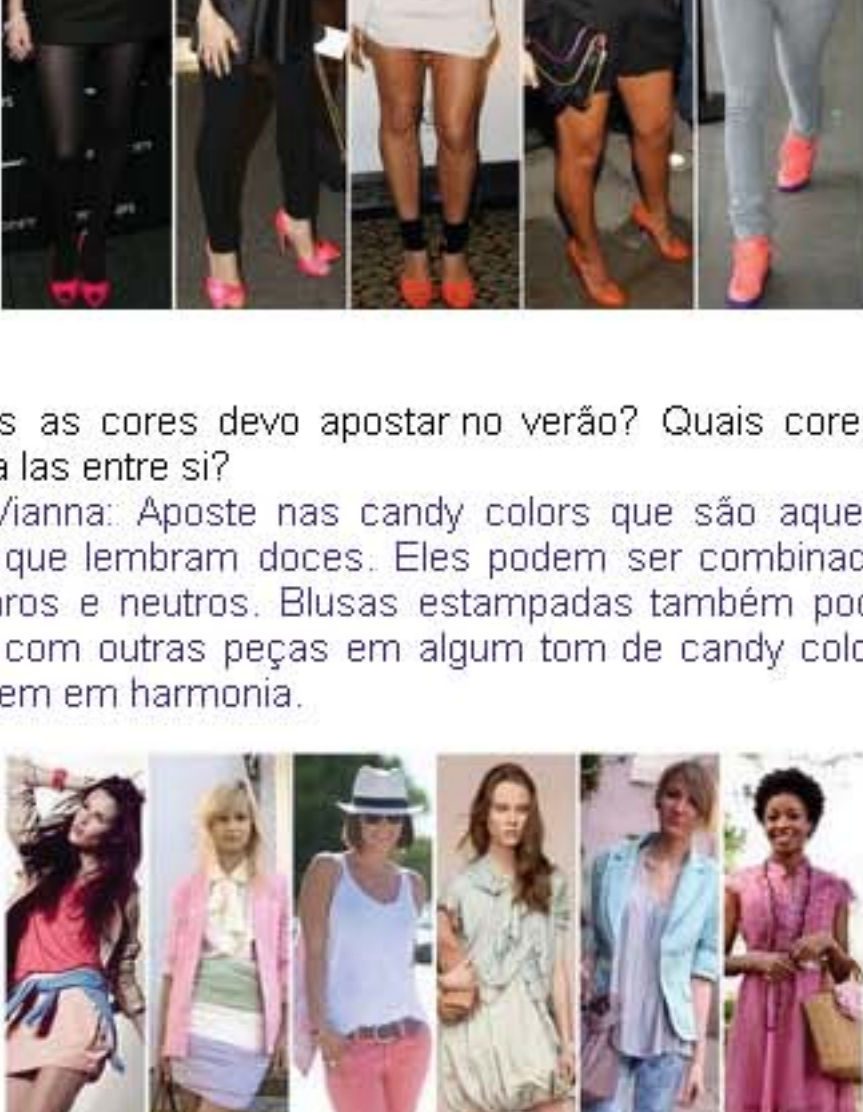 s as cores devo apostar no verão? Quais core
a las entre si?
Vianna: Aposte nas candy colors que são aque
que lembram doces. Eles podem ser combinad
aros e neutros. Blusas estampadas também pod
com outras peças em algum tom de candy colo
em em harmonia.